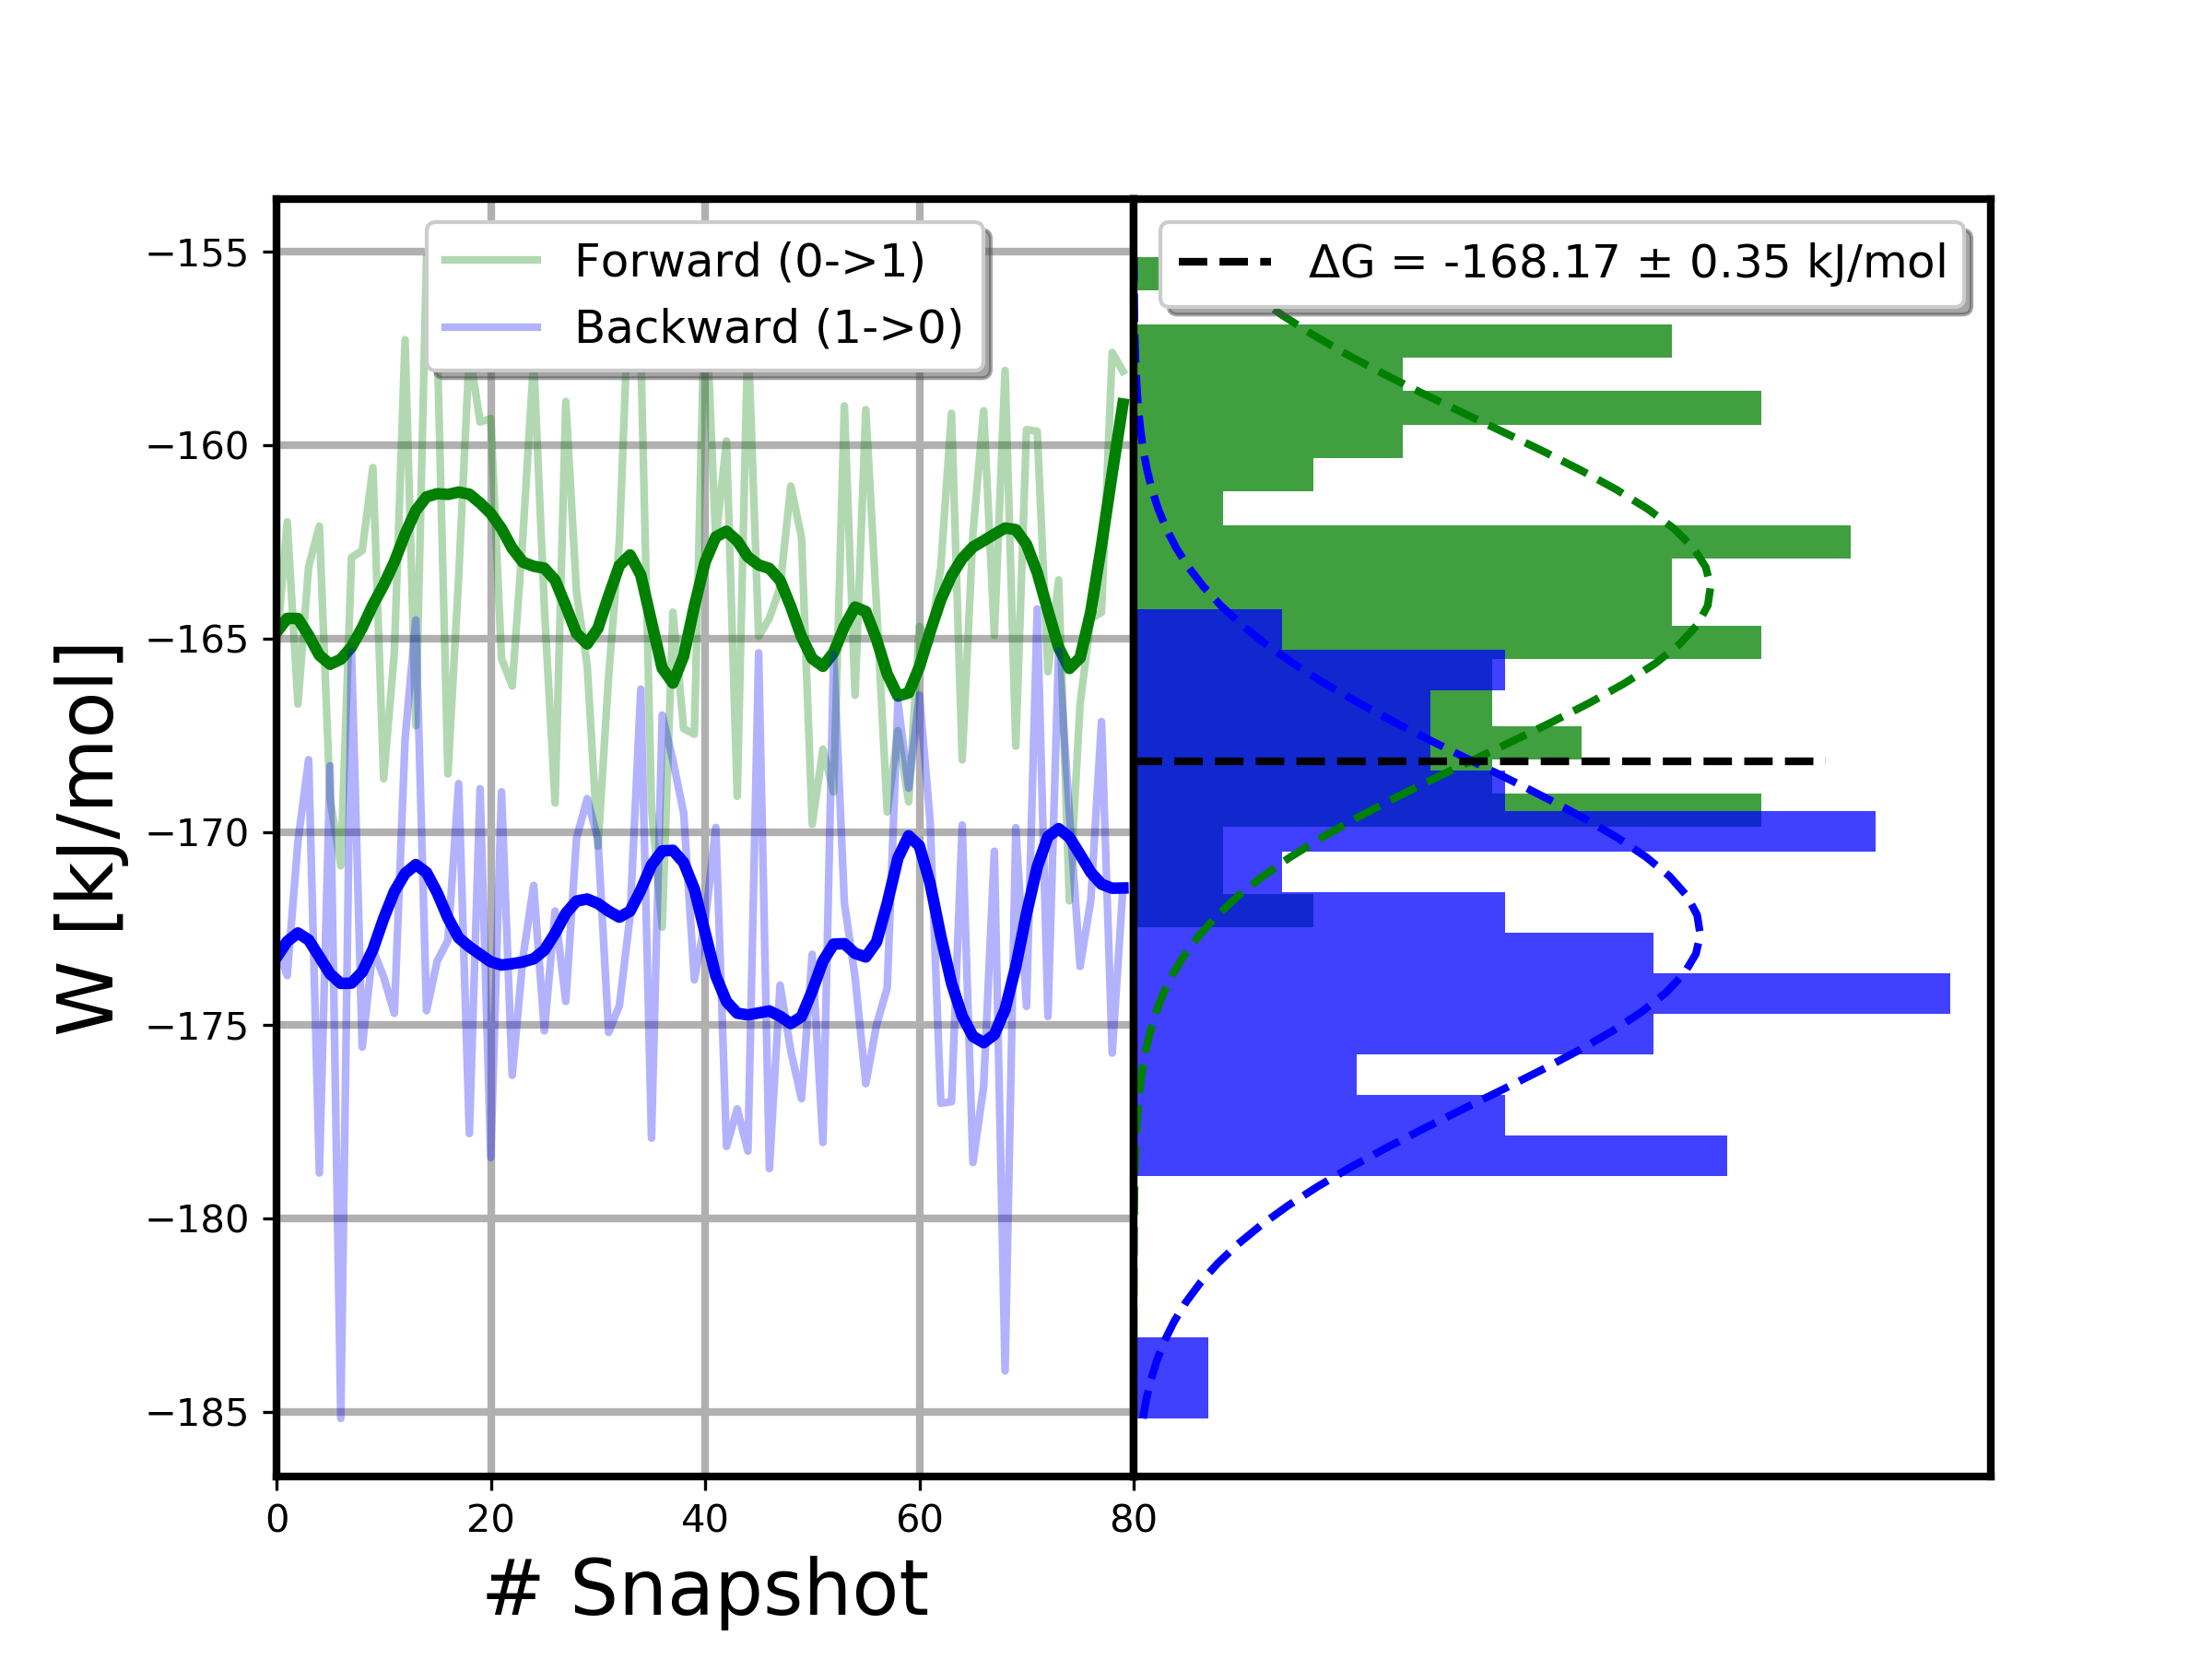 Forward (0->1)
Backward (1->0)
ΔG = -168.17 ± 0.35 kJ/mol
W [kJ/mol]
−155
−160
−165
−170
−175
−180
−185
0 20 40 60 80
# Snapshot